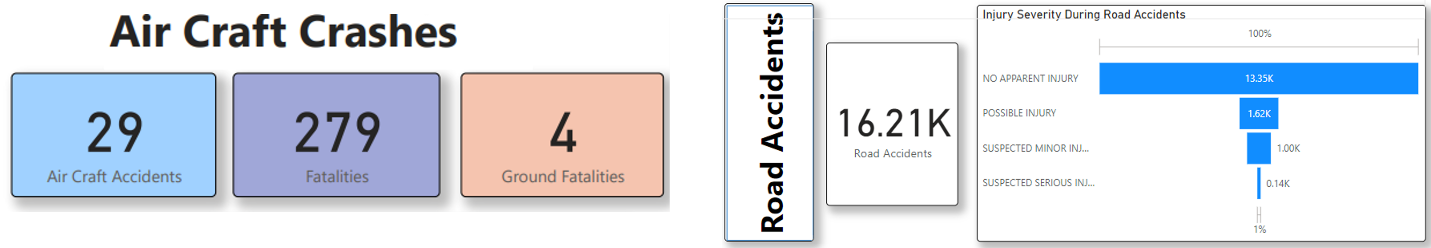 Air Craft Crashes
29
Air Craft Accidents
279
Fatalities
4
Ground Fatalities
Road Accidents
16.21K
Road Accidents
Injury Severity During Road Accidents
100%
NO APPARENT INJURY
13.35K
POSSIBLE INJURY
1.62K
SUSPECTED MINOR INJ...
1.00K
SUSPECTED SERIOUS INJ...
0.14K
1%